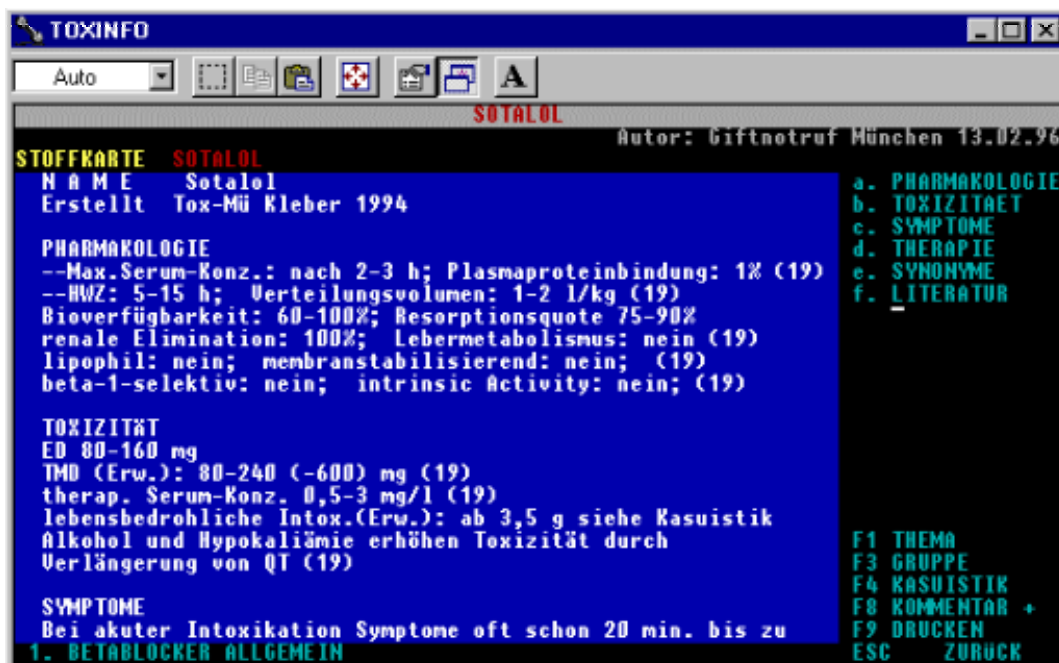 TOXINFO
Auto
A
SOTALOL
Autor: Giftnotruf München 13.02.96
STOFFKARTE SOTALOL
N A M E Sotalol
Erstellt Tox-Mü Kleber 1994
PHARMAKOLOGIE
--Max.Serum-Konz.: nach 2-3 h; Plasmaproteinbindung: 1% (19)
--HWZ: 5-15 h; Verteilungsvolumen: 1-2 l/kg (19)
Bioverfügbarkeit: 60-100%; Resorptionsquote 75-90%
renale Elimination: 100%; Lebermetabolismus: nein (19)
lipophil: nein; membranstabilisierend: nein; (19)
beta-1-selektiv: nein; intrinsic Activity: nein; (19)
TOXIZITÄT
ED 80-160 mg
TMD (Erw.): 80-240 (-600) mg (19)
therap. Serum-Konz. 0,5-3 mg/l (19)
lebensbedrohliche Intox.(Erw.): ab 3,5 g siehe Kasuistik
Alkohol und Hypokaliämie erhöhen Toxizität durch
Verlängerung von QT (19)
SYMPTOME
Bei akuter Intoxikation Symptome oft schon 20 min. bis zu
1. BETABLOCKER ALLGEMEIN
a. PHARMAKOLOGIE
b. TOXIZITAET
c. SYMPTOME
d. THERAPIE
e. SYNONYME
f. LITERATUR
F1 THEMA
F3 GRUPPE
F4 KASUISTIK
F8 KOMMENTAR +
F9 DRUCKEN
ESC ZURÜCK